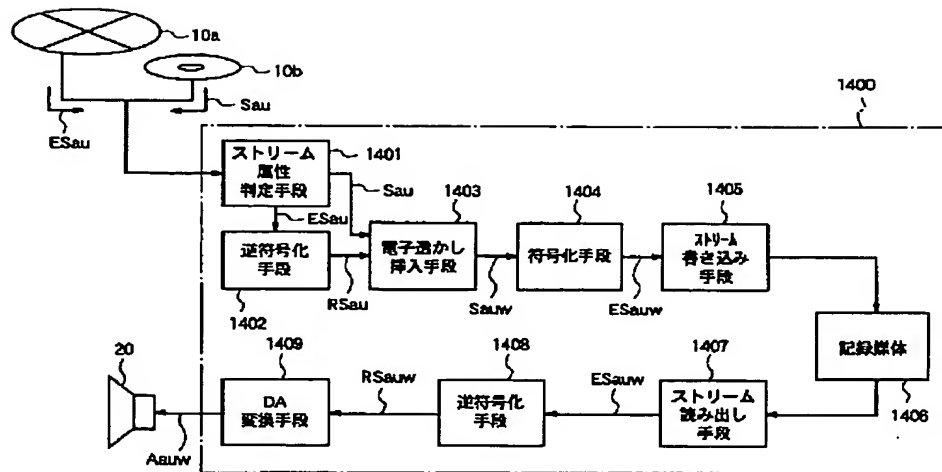 10a
10b
ESau
Sau
1400
ストリーム
属性
判定手段
1401
Sau
ESau
逆符号化
手段
1402
RSau
電子透かし
挿入手段
1403
Sauw
符号化手段
1404
ESauw
ストリーム
書き込み
手段
1405
記録媒体
1406
ストリーム
読み出し
手段
1407
ESauw
逆符号化
手段
1408
RSauw
DA
変換手段
1409
Aauw
20